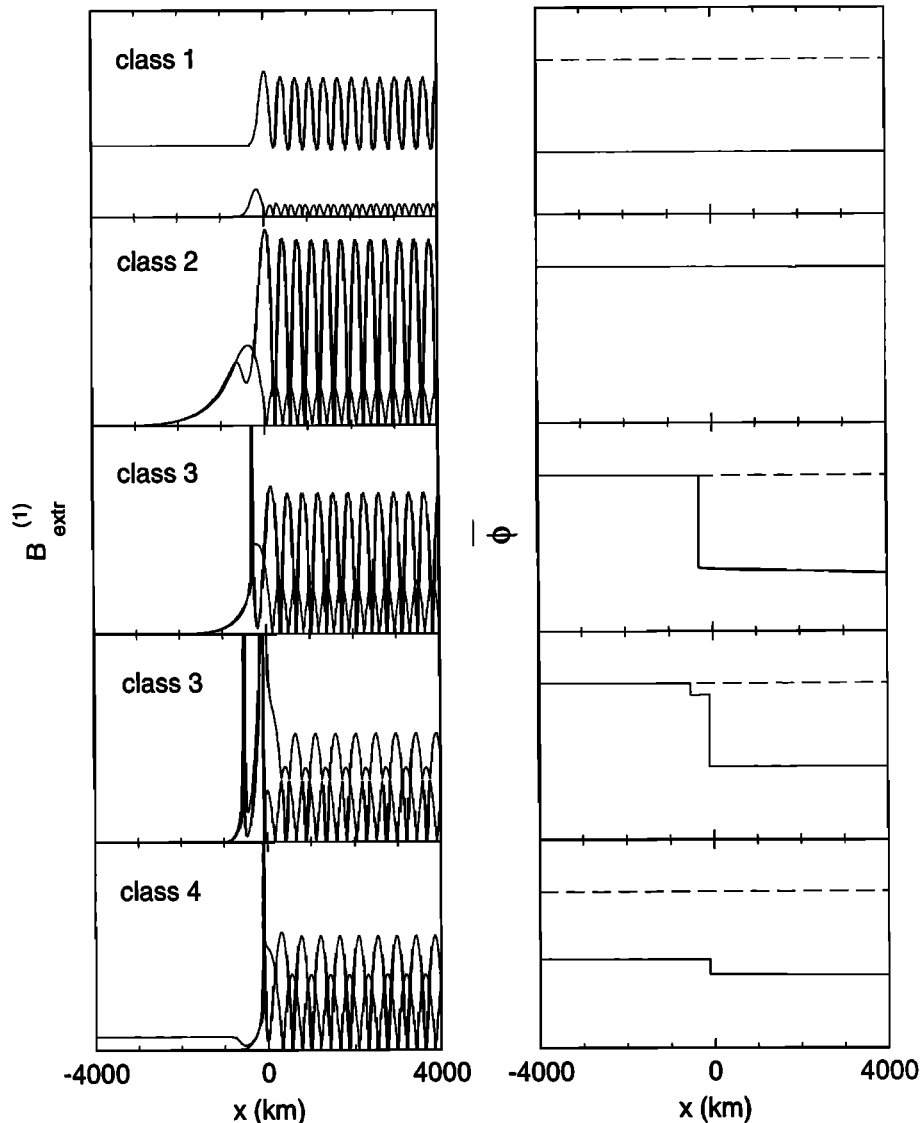 class 1
class 2
class 3
class 3
class 4
B extr (1)
ϕ̅
-4000 0 4000
x (km)
-4000 0 4000
x (km)